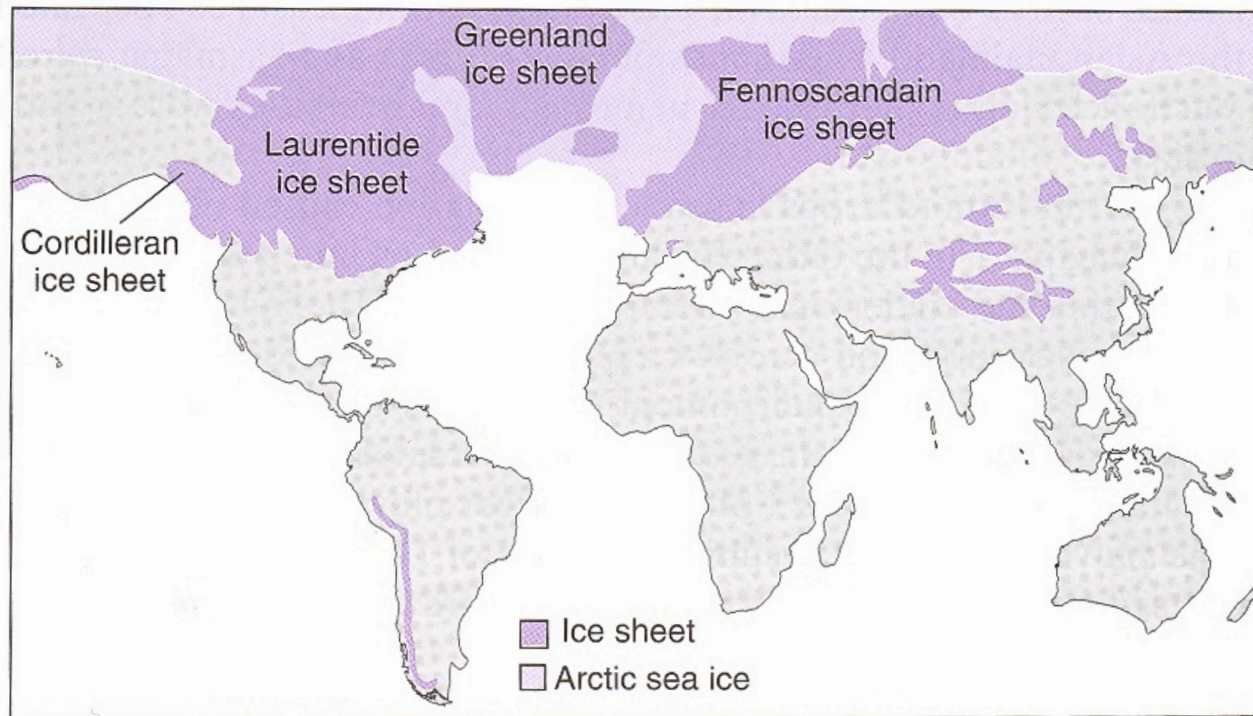 Greenland
ice sheet
Fennoscandain
ice sheet
Laurentide
ice sheet
Cordilleran
ice sheet
Ice sheet
Arctic sea ice